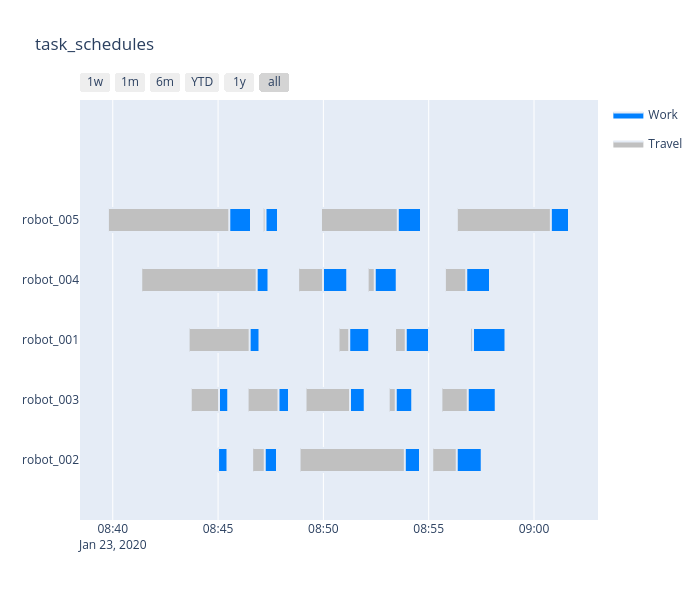 task_schedules
1w 1m 6m YTD 1y all
Work
Travel
robot_005
robot_004
robot_001
robot_003
robot_002
08:40 08:45 08:50 08:55 09:00
Jan 23, 2020